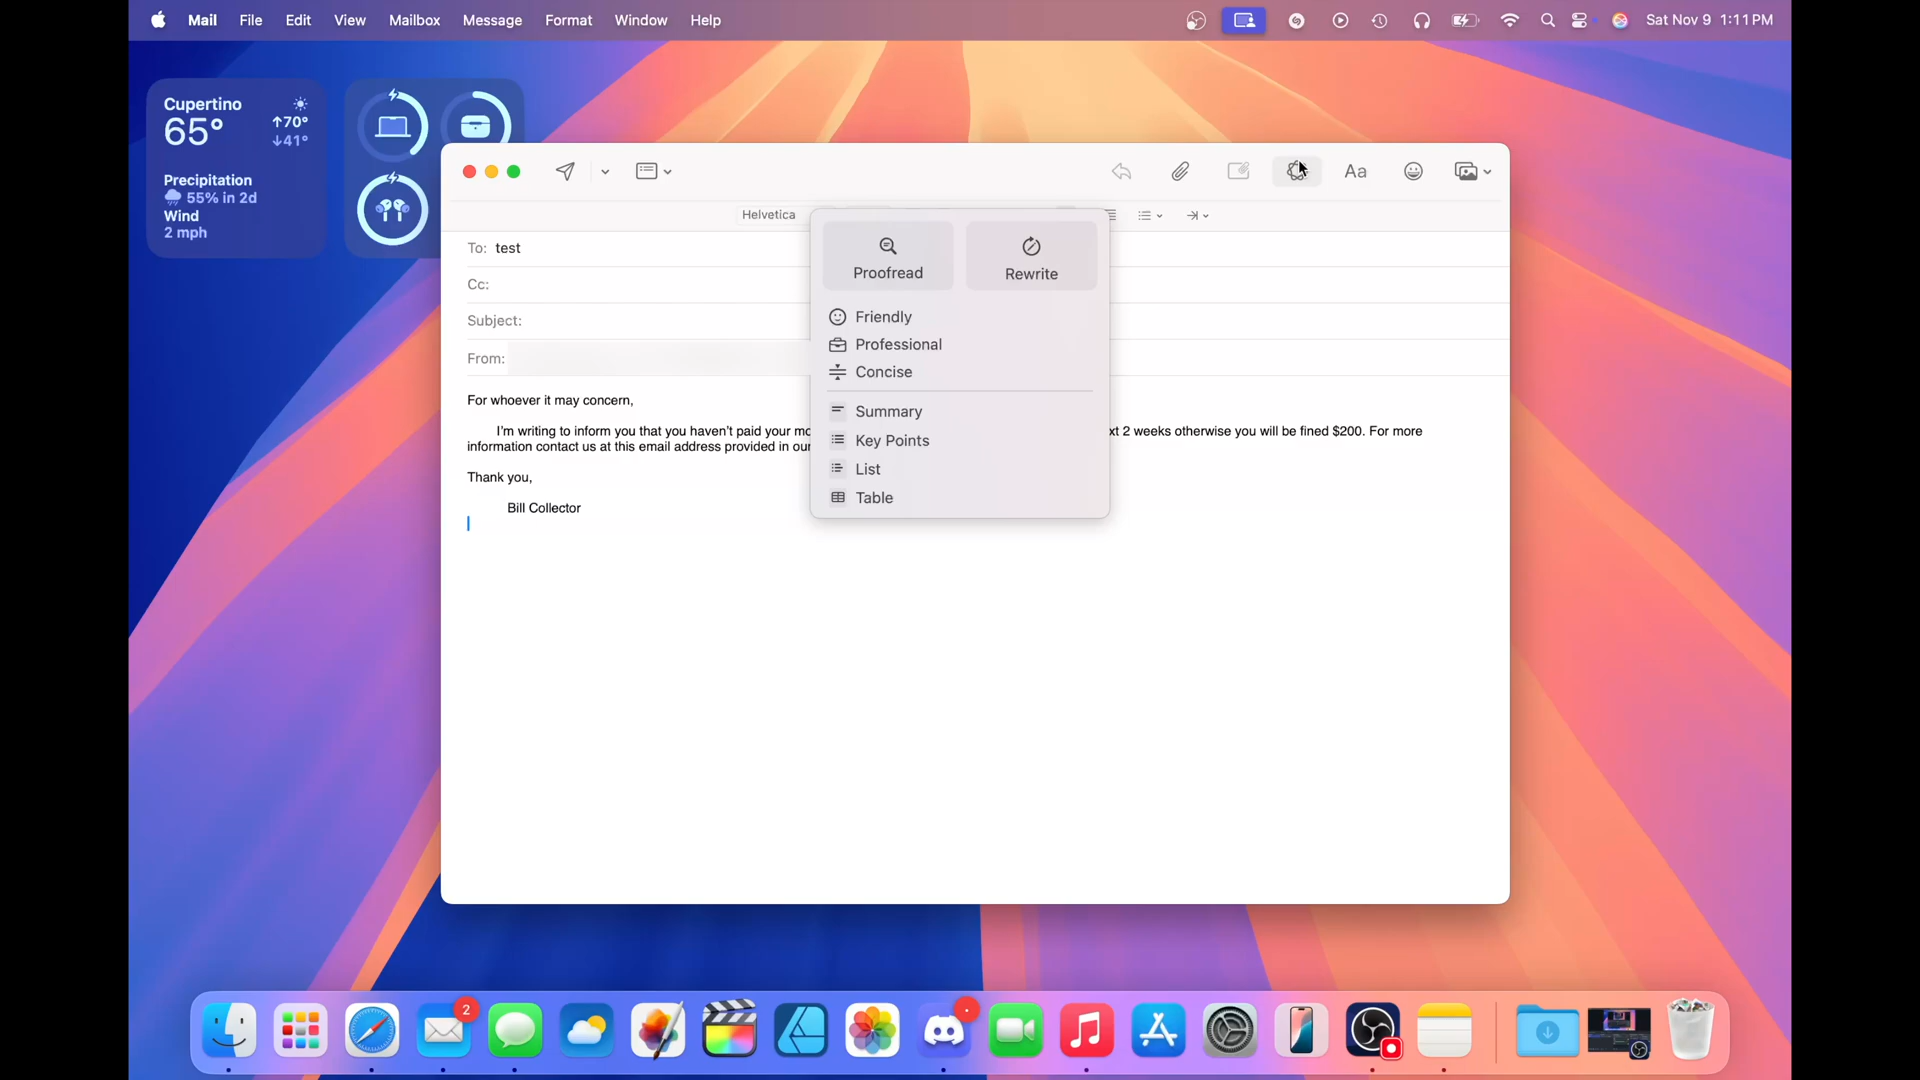 Mail File Edit View Mailbox Message Format Window Help Sat Nov 9 1:11 PM
Cupertino
65°
↑70°
↓41°
Precipitation
55% in 2d
Wind
2 mph
Aa
Helvetica
Proofread Rewrite
To: test
Cc:
Friendly
Subject:
Professional
From:
Concise
For whoever it may concern,
Summary
I'm writing to inform you that you haven't paid your 2 weeks otherwise you will be fined $200. For more
Key Points
information contact us at this email address provided in
List
Thank you,
Table
Bill Collector
2